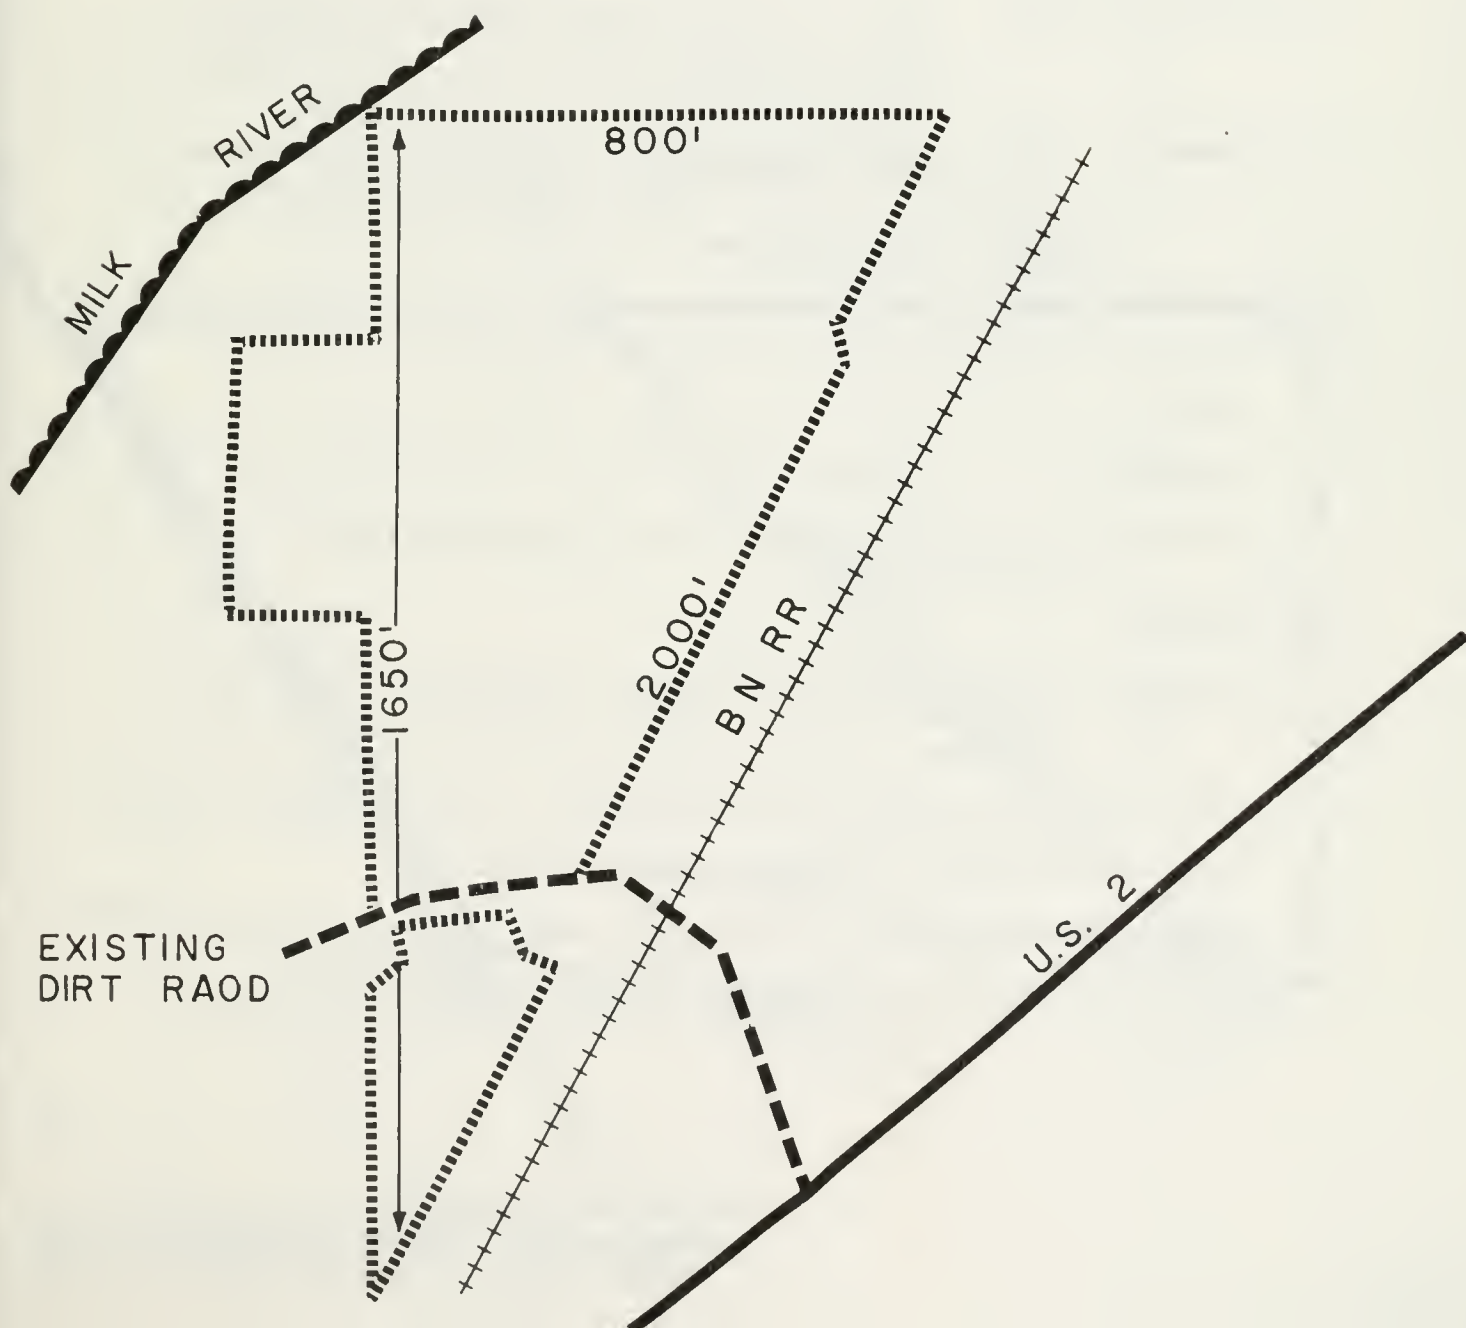 MILK RIVER
800'
1650'
2000'
BN RR
EXISTING
DIRT RAOD
U.S. 2